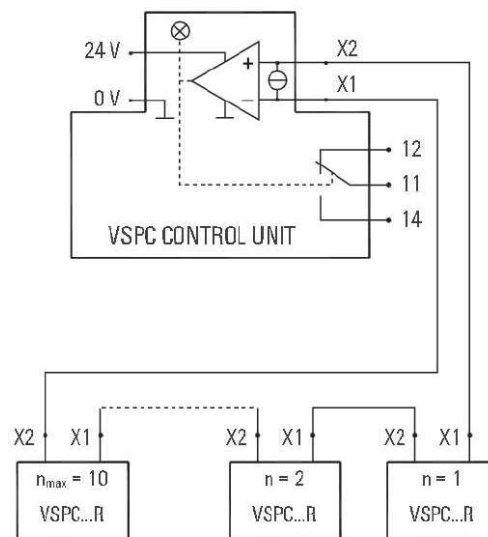 24 V
0 V
+
−
X2
X1
12
11
14
VSPC CONTROL UNIT
X2 X1 X2 X1 X2 X1
nmax = 10 n = 2 n = 1
VSPC...R VSPC...R VSPC...R